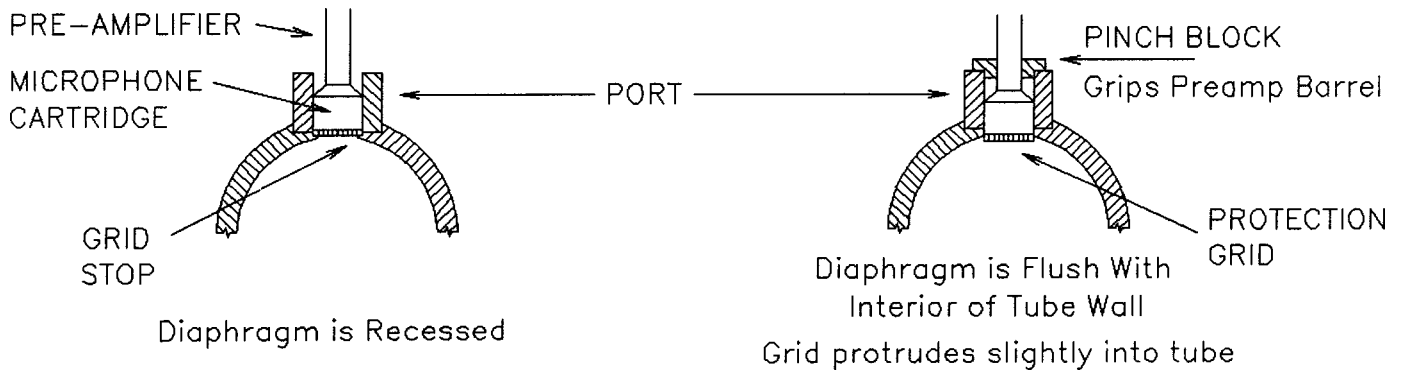 PRE-AMPLIFIER
MICROPHONE
CARTRIDGE
GRID
STOP
Diaphragm is Recessed
PORT
PINCH BLOCK
Grips Preamp Barrel
PROTECTION
GRID
Diaphragm is Flush With
Interior of Tube Wall
Grid protrudes slightly into tube